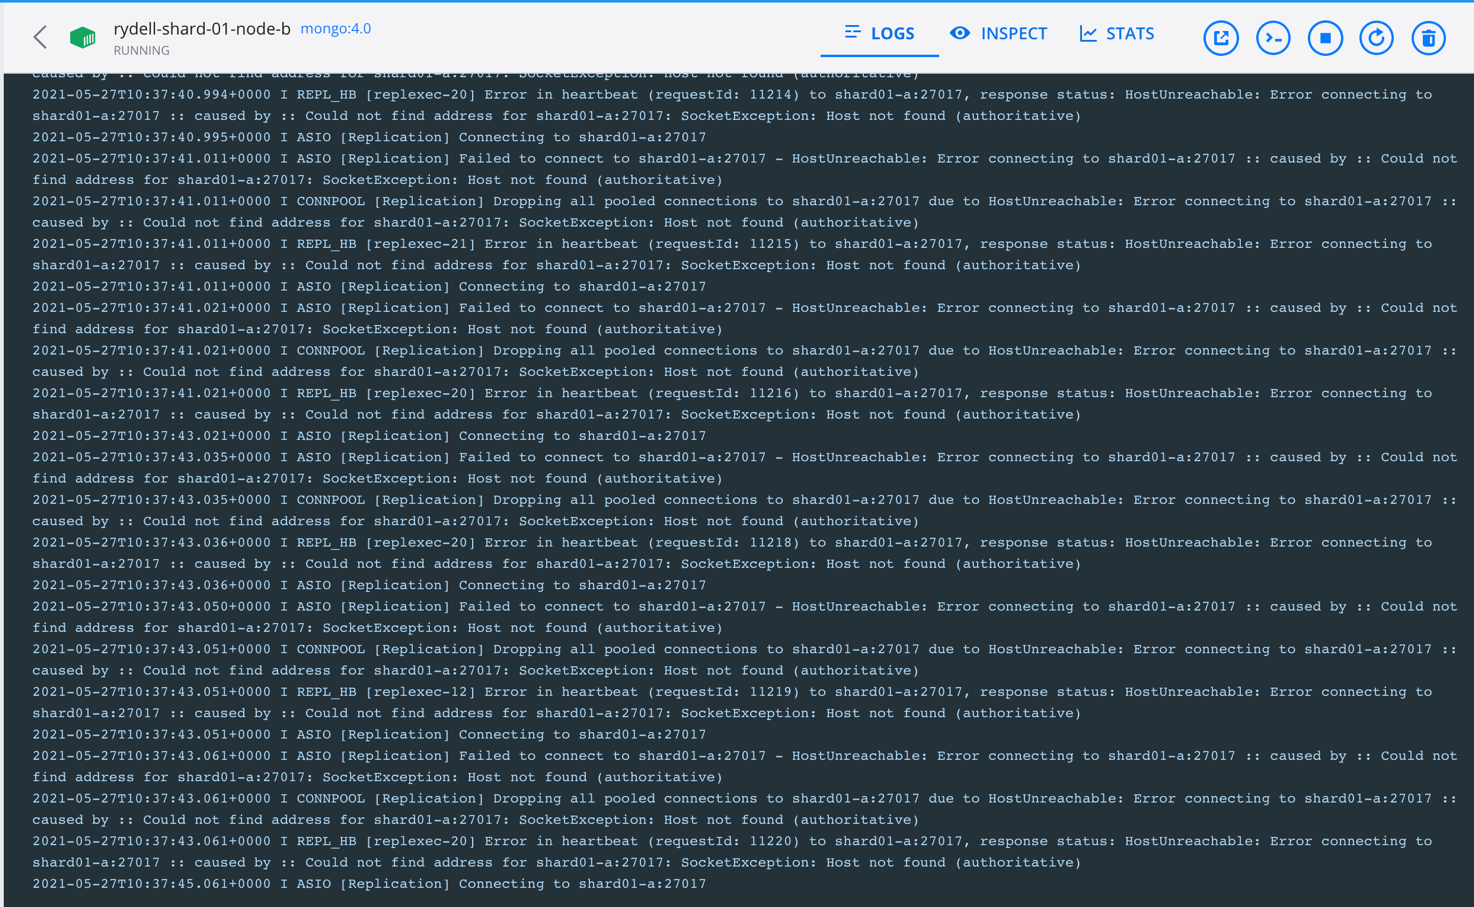 rydell-shard-01-node-b mongo:4.0
RUNNING
LOGS INSPECT STATS
caused by :: Could not find address for shard01-a:27017: SocketException: Host not found (authoritative)
2021-05-27T10:37:40.994+0000 I REPL_HB [replexec-20] Error in heartbeat (requestId: 11214) to shard01-a:27017, response status: HostUnreachable: Error connecting to
shard01-a:27017 :: caused by :: Could not find address for shard01-a:27017: SocketException: Host not found (authoritative)
2021-05-27T10:37:40.995+0000 I ASIO [Replication] Connecting to shard01-a:27017
2021-05-27T10:37:41.011+0000 I ASIO [Replication] Failed to connect to shard01-a:27017 - HostUnreachable: Error connecting to shard01-a:27017 :: caused by :: Could not
find address for shard01-a:27017: SocketException: Host not found (authoritative)
2021-05-27T10:37:41.011+0000 I CONNPOOL [Replication] Dropping all pooled connections to shard01-a:27017 due to HostUnreachable: Error connecting to shard01-a:27017 ::
caused by :: Could not find address for shard01-a:27017: SocketException: Host not found (authoritative)
2021-05-27T10:37:41.011+0000 I REPL_HB [replexec-21] Error in heartbeat (requestId: 11215) to shard01-a:27017, response status: HostUnreachable: Error connecting to
shard01-a:27017 :: caused by :: Could not find address for shard01-a:27017: SocketException: Host not found (authoritative)
2021-05-27T10:37:41.011+0000 I ASIO [Replication] Connecting to shard01-a:27017
2021-05-27T10:37:41.021+0000 I ASIO [Replication] Failed to connect to shard01-a:27017 - HostUnreachable: Error connecting to shard01-a:27017 :: caused by :: Could not
find address for shard01-a:27017: SocketException: Host not found (authoritative)
2021-05-27T10:37:41.021+0000 I CONNPOOL [Replication] Dropping all pooled connections to shard01-a:27017 due to HostUnreachable: Error connecting to shard01-a:27017 ::
caused by :: Could not find address for shard01-a:27017: SocketException: Host not found (authoritative)
2021-05-27T10:37:41.021+0000 I REPL_HB [replexec-20] Error in heartbeat (requestId: 11216) to shard01-a:27017, response status: HostUnreachable: Error connecting to
shard01-a:27017 :: caused by :: Could not find address for shard01-a:27017: SocketException: Host not found (authoritative)
2021-05-27T10:37:43.021+0000 I ASIO [Replication] Connecting to shard01-a:27017
2021-05-27T10:37:43.035+0000 I ASIO [Replication] Failed to connect to shard01-a:27017 - HostUnreachable: Error connecting to shard01-a:27017 :: caused by :: Could not
find address for shard01-a:27017: SocketException: Host not found (authoritative)
2021-05-27T10:37:43.035+0000 I CONNPOOL [Replication] Dropping all pooled connections to shard01-a:27017 due to HostUnreachable: Error connecting to shard01-a:27017 ::
caused by :: Could not find address for shard01-a:27017: SocketException: Host not found (authoritative)
2021-05-27T10:37:43.036+0000 I REPL_HB [replexec-20] Error in heartbeat (requestId: 11218) to shard01-a:27017, response status: HostUnreachable: Error connecting to
shard01-a:27017 :: caused by :: Could not find address for shard01-a:27017: SocketException: Host not found (authoritative)
2021-05-27T10:37:43.036+0000 I ASIO [Replication] Connecting to shard01-a:27017
2021-05-27T10:37:43.050+0000 I ASIO [Replication] Failed to connect to shard01-a:27017 - HostUnreachable: Error connecting to shard01-a:27017 :: caused by :: Could not
find address for shard01-a:27017: SocketException: Host not found (authoritative)
2021-05-27T10:37:43.051+0000 I CONNPOOL [Replication] Dropping all pooled connections to shard01-a:27017 due to HostUnreachable: Error connecting to shard01-a:27017 ::
caused by :: Could not find address for shard01-a:27017: SocketException: Host not found (authoritative)
2021-05-27T10:37:43.051+0000 I REPL_HB [replexec-12] Error in heartbeat (requestId: 11219) to shard01-a:27017, response status: HostUnreachable: Error connecting to
shard01-a:27017 :: caused by :: Could not find address for shard01-a:27017: SocketException: Host not found (authoritative)
2021-05-27T10:37:43.051+0000 I ASIO [Replication] Connecting to shard01-a:27017
2021-05-27T10:37:43.061+0000 I ASIO [Replication] Failed to connect to shard01-a:27017 - HostUnreachable: Error connecting to shard01-a:27017 :: caused by :: Could not
find address for shard01-a:27017: SocketException: Host not found (authoritative)
2021-05-27T10:37:43.061+0000 I CONNPOOL [Replication] Dropping all pooled connections to shard01-a:27017 due to HostUnreachable: Error connecting to shard01-a:27017 ::
caused by :: Could not find address for shard01-a:27017: SocketException: Host not found (authoritative)
2021-05-27T10:37:43.061+0000 I REPL_HB [replexec-20] Error in heartbeat (requestId: 11220) to shard01-a:27017, response status: HostUnreachable: Error connecting to
shard01-a:27017 :: caused by :: Could not find address for shard01-a:27017: SocketException: Host not found (authoritative)
2021-05-27T10:37:45.061+0000 I ASIO [Replication] Connecting to shard01-a:27017